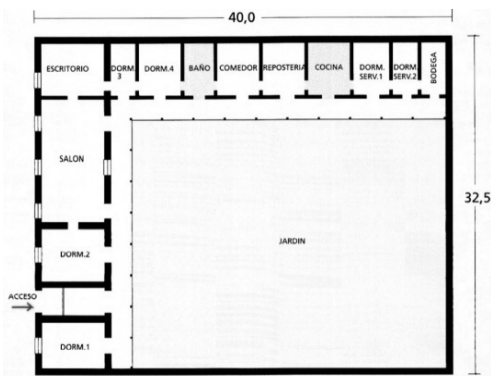 40,0
ESCRITORIO
DORM.
3
DORM.4
BAÑO
COMEDOR
REPOSTERIA
COCINA
DORM.
SERV.1
DORM.
SERV.2
BODEGA
SALON
32,5
JARDIN
DORM.2
ACCESO
DORM.1